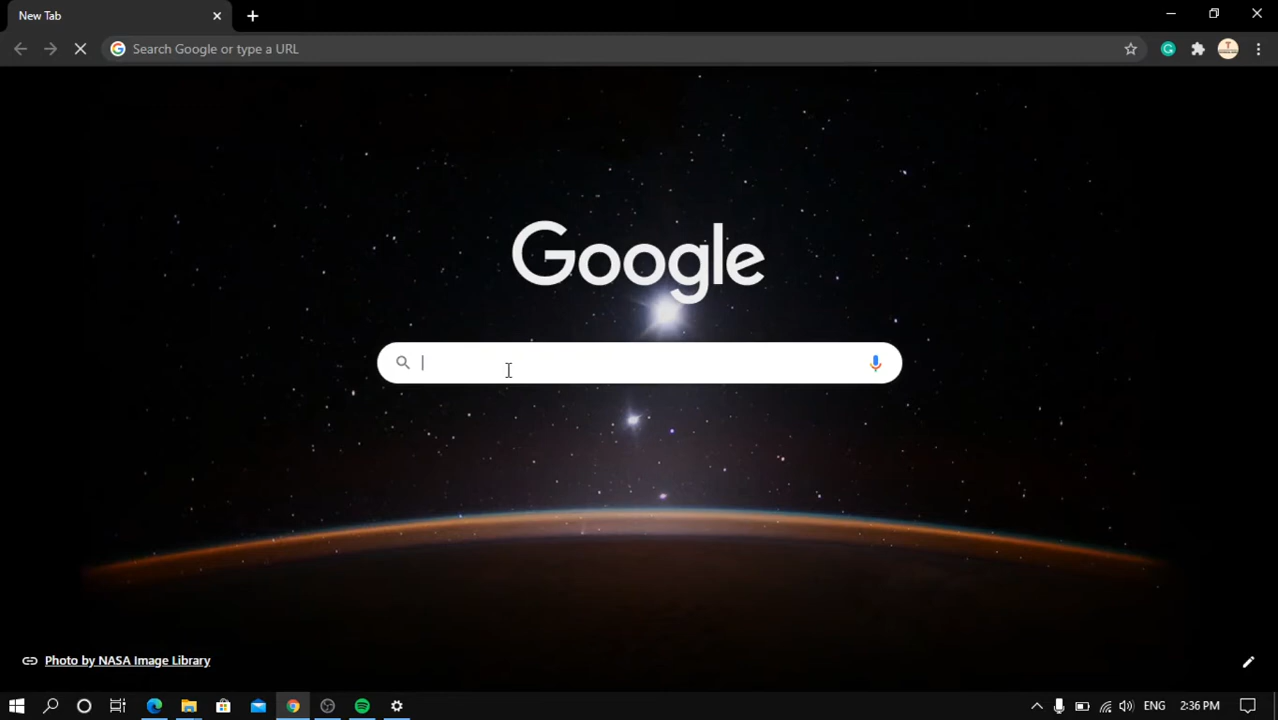 New Tab
Search Google or type a URL
Google
Photo by NASA Image Library
ENG
2:36 PM